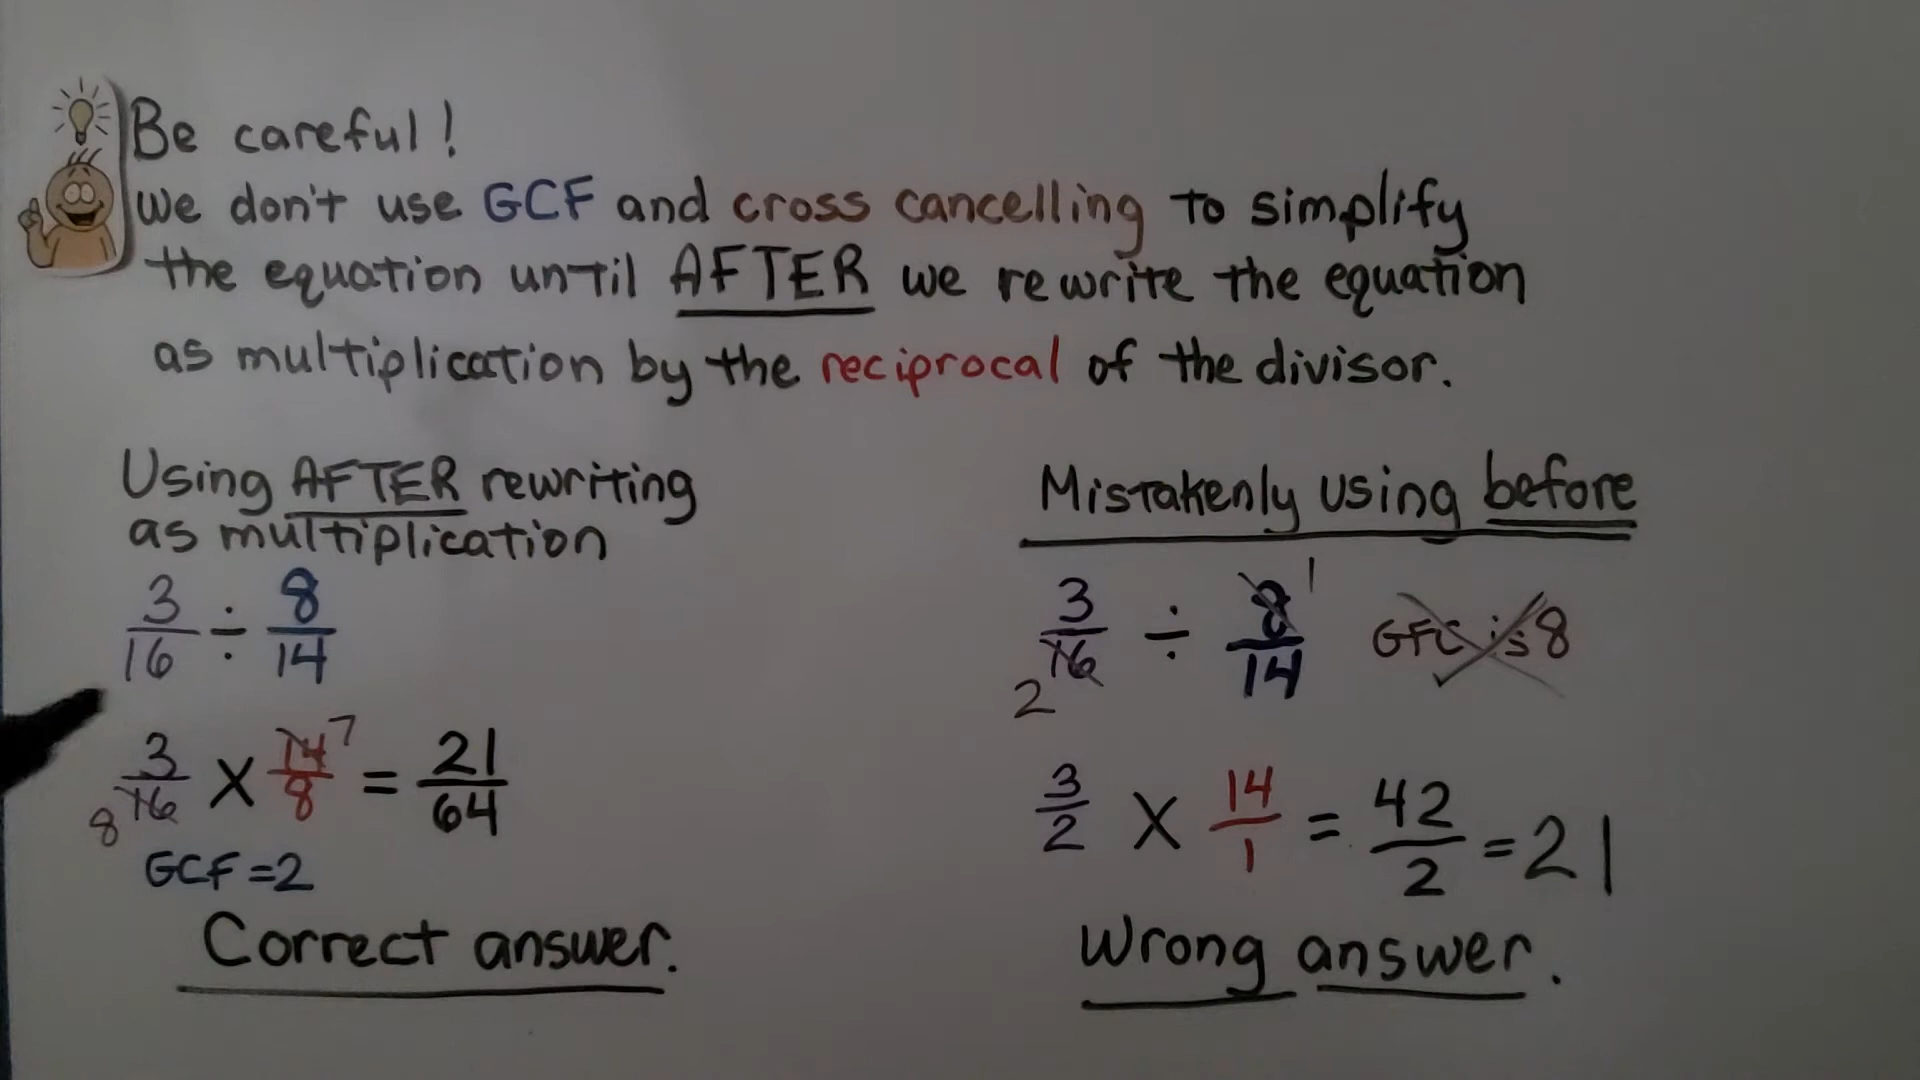 Be careful!
We don't use GCF and cross cancelling to simplify
the equation until AFTER we rewrite the equation
as multiplication by the reciprocal of the divisor.
Using AFTER rewriting
as multiplication
3/16 ÷ 8/14
3/16 8 × 14/8 7 = 21/64
GCF = 2
Correct answer.
Mistakenly using before
3/16 2 ÷ 8/14 1 GFC is 8
3/2 × 14/1 = 42/2 = 21
Wrong answer.